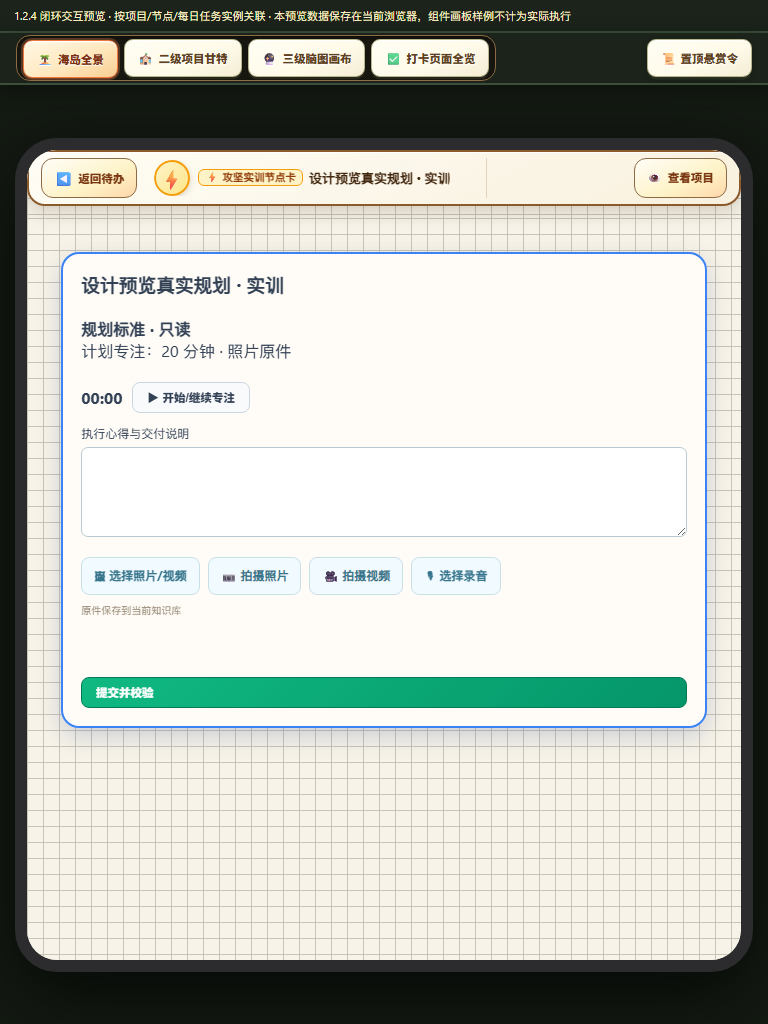 1.2.4 闭环交互预览 · 按项目/节点/每日任务实例关联 · 本预览数据保存在当前浏览器，组件画板样例不计为实际执行
海岛全景
二级项目甘特
三级脑图画布
打卡页面全览
置顶悬赏令
返回待办
攻坚实训节点卡
设计预览真实规划 · 实训
查看项目
设计预览真实规划 · 实训
规划标准 · 只读
计划专注：20 分钟 · 照片原件
00:00
▶ 开始/继续专注
执行心得与交付说明
选择照片/视频
拍摄照片
拍摄视频
选择录音
原件保存到当前知识库
提交并校验